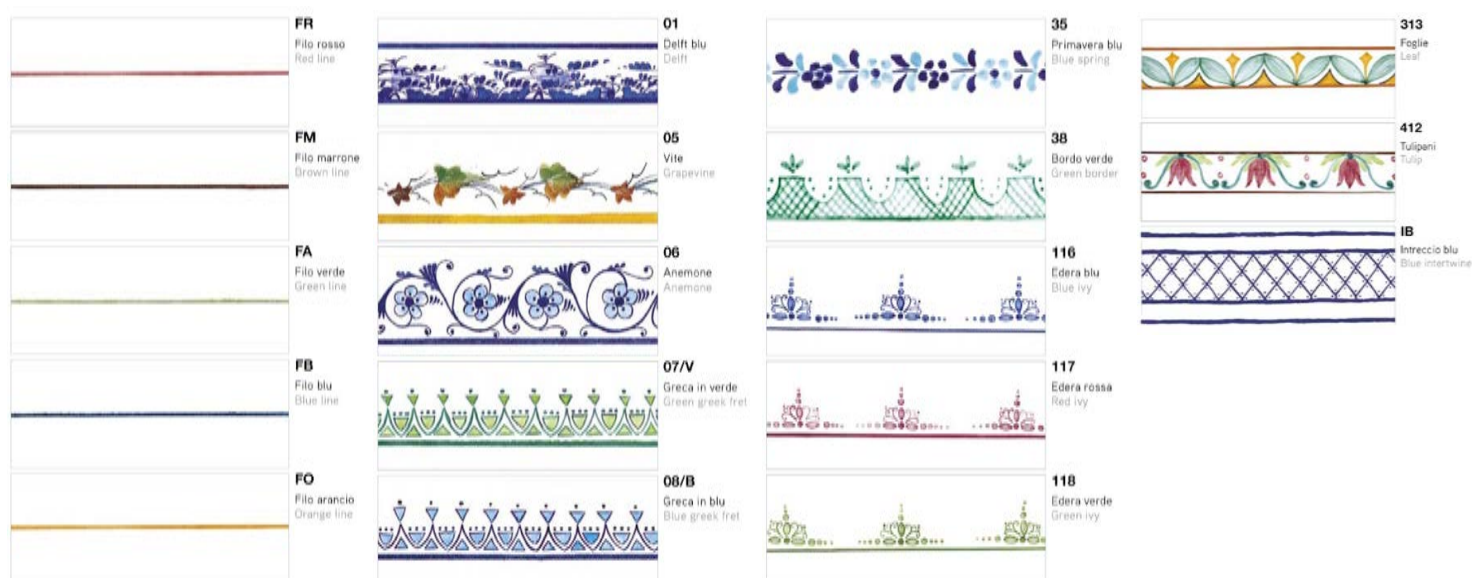 FR
Filo rosso
Red line
FM
Filo marrone
Brown line
FA
Filo verde
Green line
FB
Filo blu
Blue line
FO
Filo arancio
Orange line
01
Delft blu
Delft
05
Vite
Grapevine
06
Anemone
Anemone
07/V
Greca in verde
Green greek fret
08/B
Greca in blu
Blue greek fret
35
Primavera blu
Blue spring
38
Bordo verde
Green border
116
Edera blu
Blue ivy
117
Edera rossa
Red ivy
118
Edera verde
Green ivy
313
Foglie
Leaf
412
Tulipani
Tulip
IB
Intreccio blu
Blue intertwine